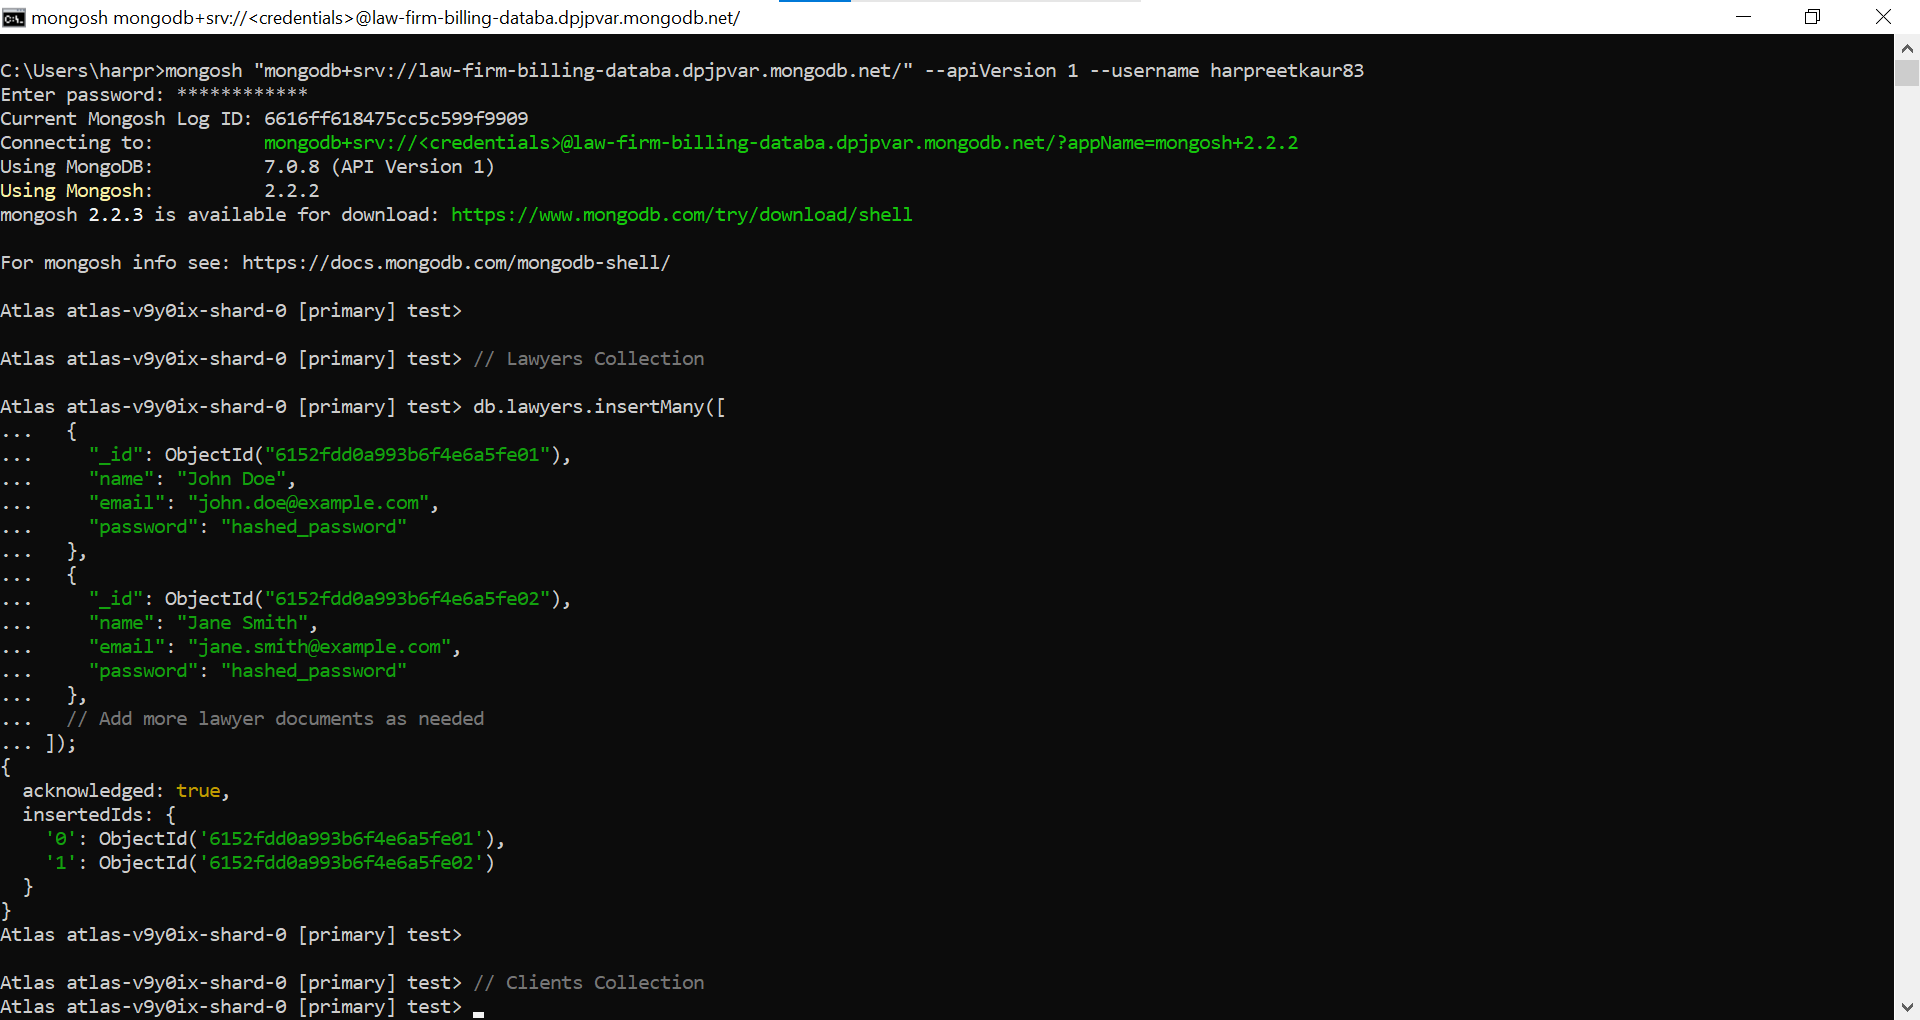 mongosh mongodb+srv://<credentials>@law-firm-billing-databa.dpjpvar.mongodb.net/
C:\Users\harpr>mongosh "mongodb+srv://law-firm-billing-databa.dpjpvar.mongodb.net/" --apiVersion 1 --username harpreetkaur83
Enter password: ************
Current Mongosh Log ID: 6616ff618475cc5c599f9909
Connecting to:          mongodb+srv://<credentials>@law-firm-billing-databa.dpjpvar.mongodb.net/?appName=mongosh+2.2.2
Using MongoDB:          7.0.8 (API Version 1)
Using Mongosh:          2.2.2
mongosh 2.2.3 is available for download: https://www.mongodb.com/try/download/shell
For mongosh info see: https://docs.mongodb.com/mongodb-shell/
Atlas atlas-v9y0ix-shard-0 [primary] test>
Atlas atlas-v9y0ix-shard-0 [primary] test> // Lawyers Collection
Atlas atlas-v9y0ix-shard-0 [primary] test> db.lawyers.insertMany([
...   {
...     "_id": ObjectId("6152fdd0a993b6f4e6a5fe01"),
...     "name": "John Doe",
...     "email": "john.doe@example.com",
...     "password": "hashed_password"
...   },
...   {
...     "_id": ObjectId("6152fdd0a993b6f4e6a5fe02"),
...     "name": "Jane Smith",
...     "email": "jane.smith@example.com",
...     "password": "hashed_password"
...   },
...   // Add more lawyer documents as needed
... ]);
{
  acknowledged: true,
  insertedIds: {
    '0': ObjectId('6152fdd0a993b6f4e6a5fe01'),
    '1': ObjectId('6152fdd0a993b6f4e6a5fe02')
  }
}
Atlas atlas-v9y0ix-shard-0 [primary] test>
Atlas atlas-v9y0ix-shard-0 [primary] test> // Clients Collection
Atlas atlas-v9y0ix-shard-0 [primary] test>